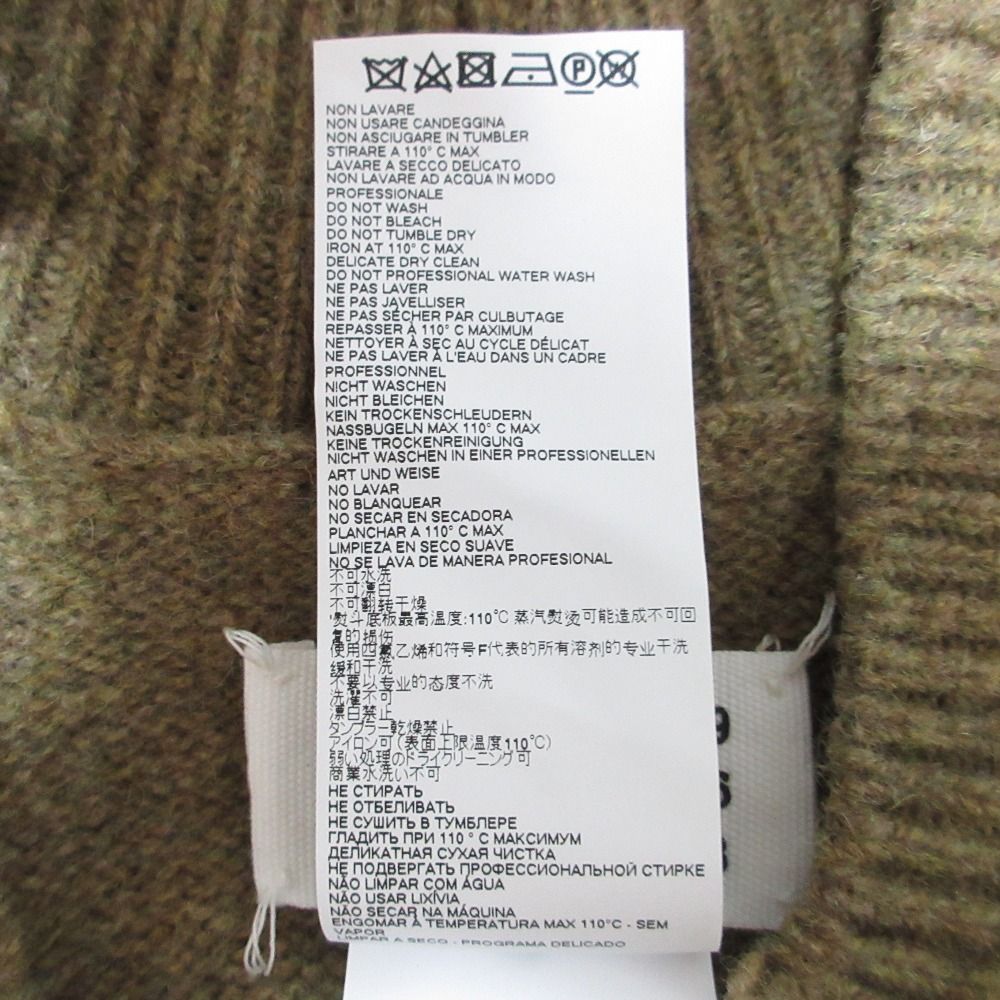 P
NON LAVARE
NON USARE CANDEGGINA
NON ASCIUGARE IN TUMBLER
STIRARE A 110° C MAX
LAVARE A SECCO DELICATO
NON LAVARE AD ACQUA IN MODO
PROFESSIONALE
DO NOT WASH
DO NOT BLEACH
DO NOT TUMBLE DRY
IRON AT 110° C MAX
DELICATE DRY CLEAN
DO NOT PROFESSIONAL WATER WASH
NE PAS LAVER
NE PAS JAVELLISER
NE PAS SÉCHER PAR CULBUTAGE
REPASSER À 110° C MAXIMUM
NETTOYER À SEC AU CYCLE DÉLICAT
NE PAS LAVER À L'EAU DANS UN CADRE
PROFESSIONNEL
NICHT WASCHEN
NICHT BLEICHEN
KEIN TROCKENSCHLEUDERN
NASSBUGELN MAX 110° C MAX
KEINE TROCKENREINIGUNG
NICHT WASCHEN IN EINER PROFESSIONELLEN
ART UND WEISE
NO LAVAR
NO BLANQUEAR
NO SECAR EN SECADORA
PLANCHAR A 110° C MAX
LIMPIEZA EN SECO SUAVE
NO SE LAVA DE MANERA PROFESIONAL
不可水洗
不可漂白
不可翻转干燥
'熨斗底板最高温度:110°C 蒸汽熨烫可能造成不可回
复的损伤
使用四氯乙烯和符号F代表的所有溶剂的专业干洗
缓和干洗
不要以专业的态度不洗
洗濯不可
漂白禁止
タンブラー乾燥禁止
アイロン可(表面上限温度110°C)
弱い処理のドライクリーニング可
商業水洗い不可
НЕ СТИРАТЬ
НЕ ОТБЕЛИВАТЬ
НЕ СУШИТЬ В ТУМБЛЕРЕ
ГЛАДИТЬ ПРИ 110 ° С МАКСИМУМ
ДЕЛИКАТНАЯ СУХАЯ ЧИСТКА
НЕ ПОДВЕРГАТЬ ПРОФЕССИОНАЛЬНОЙ СТИРКЕ
NÃO LIMPAR COM ÁGUA
NÃO USAR LIXÍVIA
NÃO SECAR NA MÁQUINA
ENGOMAR À TEMPERATURA MAX 110°C - SEM
VAPOR
LIMPAR A SECO - PROGRAMA DELICADO